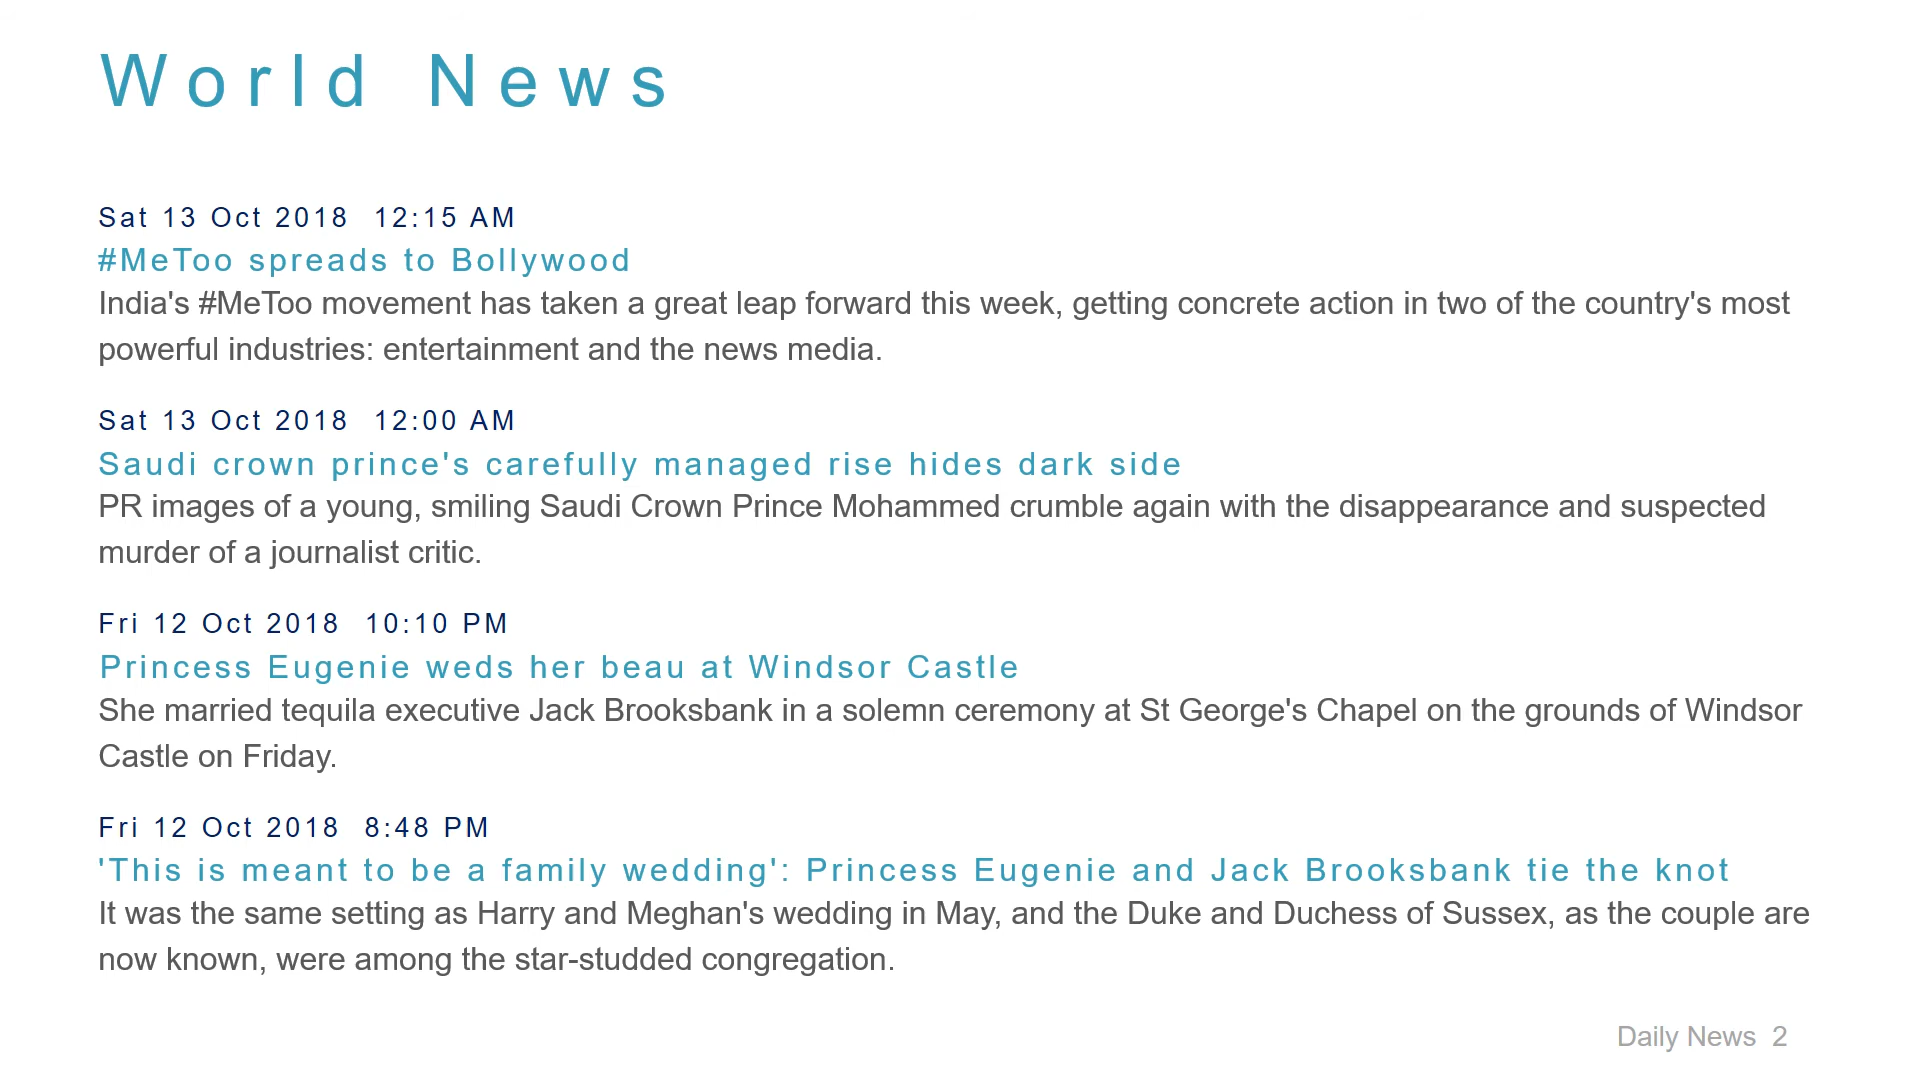 World News
Sat 13 Oct 2018  12:15 AM
#MeToo spreads to Bollywood
India's #MeToo movement has taken a great leap forward this week, getting concrete action in two of the country's most
powerful industries: entertainment and the news media.
Sat 13 Oct 2018  12:00 AM
Saudi crown prince's carefully managed rise hides dark side
PR images of a young, smiling Saudi Crown Prince Mohammed crumble again with the disappearance and suspected
murder of a journalist critic.
Fri 12 Oct 2018  10:10 PM
Princess Eugenie weds her beau at Windsor Castle
She married tequila executive Jack Brooksbank in a solemn ceremony at St George's Chapel on the grounds of Windsor
Castle on Friday.
Fri 12 Oct 2018  8:48 PM
'This is meant to be a family wedding': Princess Eugenie and Jack Brooksbank tie the knot
It was the same setting as Harry and Meghan's wedding in May, and the Duke and Duchess of Sussex, as the couple are
now known, were among the star-studded congregation.
Daily News  2